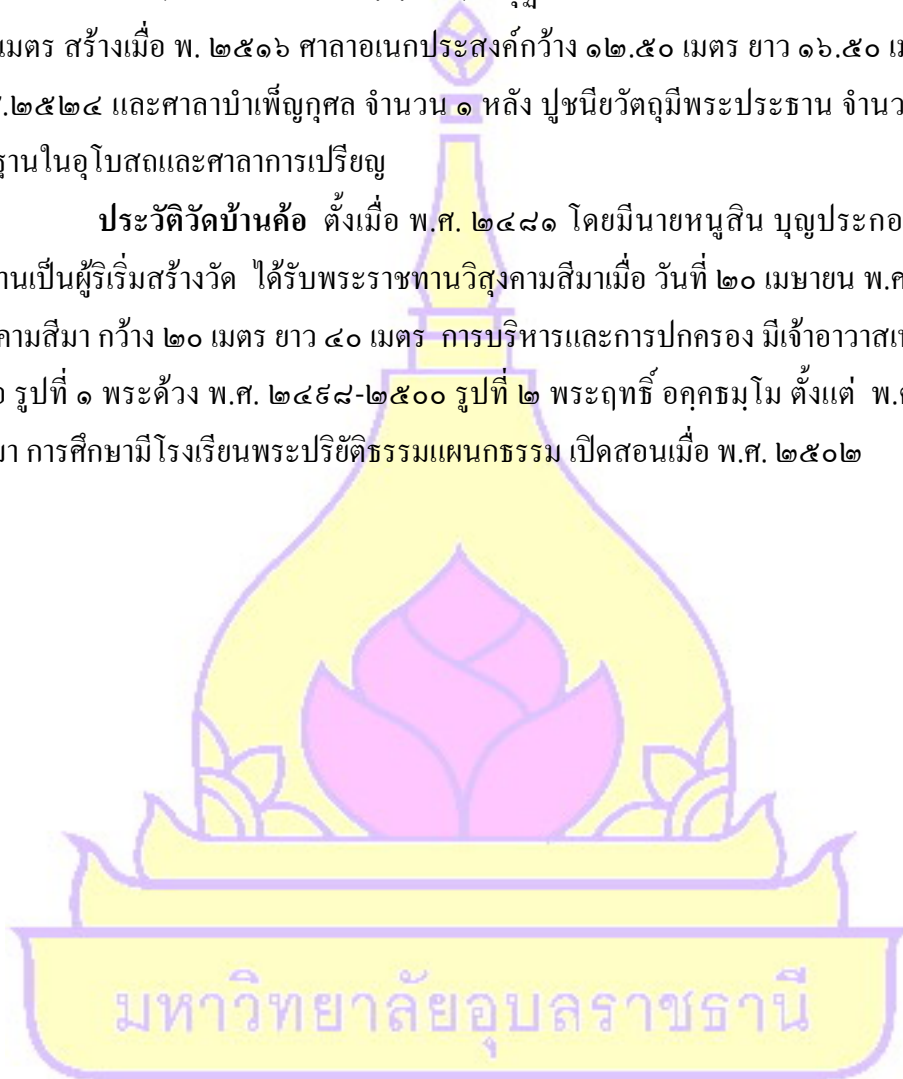 เมตร สร้างเมื่อ พ. ๒๕๑๖ ศาลาอเนกประสงค์กว้าง ๑๒.๕๐ เมตร ยาว ๑๖.๕๐
.๒๕๒๔ และศาลาบำเพ็ญกุศล จำนวน ๑ หลัง ปูชนียวัตถุมีพระประธาน จำนว
ฐานในอุโบสถและศาลาการเปรียญ
ประวัติวัดบ้านค้อ ตั้งเมื่อ พ.ศ. ๒๔๘๑ โดยมีนายหนูสิน บุญประกอ
านเป็นผู้ริเริ่มสร้างวัด ได้รับพระราชทานวิสุงคามสีมาเมื่อ วันที่ ๒๐ เมษายน พ.ศ
คามสีมา กว้าง ๒๐ เมตร ยาว ๔๐ เมตร การบริหารและการปกครอง มีเจ้าอาวาสเ
รูปที่ ๑ พระด้วง พ.ศ. ๒๔๙๘-๒๕๐๐ รูปที่ ๒ พระฤทธิ์ อคฺคธมฺโม ตั้งแต่ พ.ศ
มา การศึกษามีโรงเรียนพระปริยัติธรรมแผนกธรรม เปิดสอนเมื่อ พ.ศ. ๒๕๐๒
มหาวิทยาลัยอุบลราชธานี